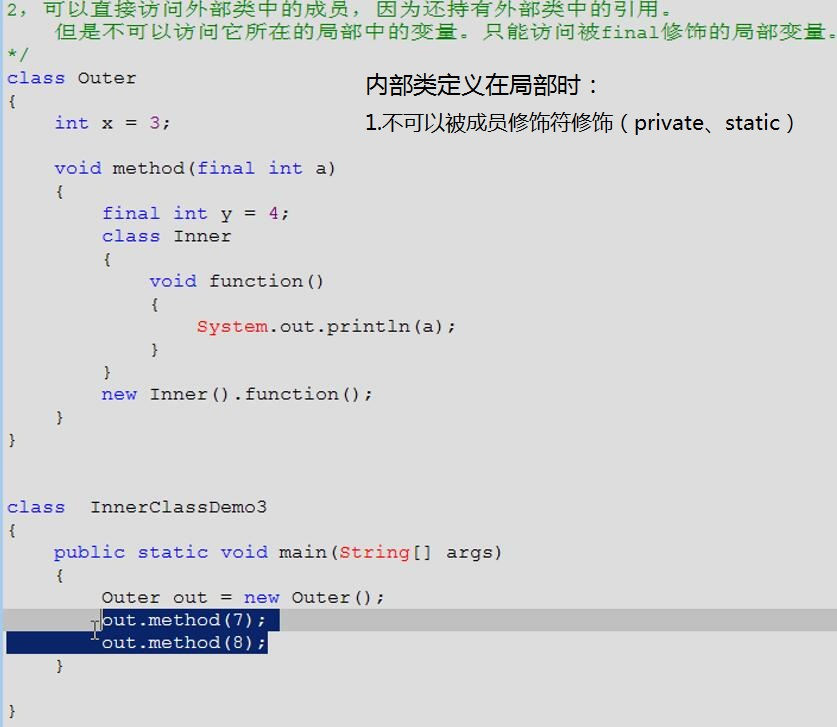 2，可以直接访问外部类中的成员，因为还持有外部类中的引用。
但是不可以访问它所在的局部中的变量。只能访问被final修饰的局部变量。
*/
class Outer
{
int x = 3;
内部类定义在局部时：
1.不可以被成员修饰符修饰（private、static）
void method(final int a)
{
final int y = 4;
class Inner
{
void function()
{
System.out.println(a);
}
}
new Inner().function();
}
}
class  InnerClassDemo3
{
public static void main(String[] args)
{
Outer out = new Outer();
out.method(7);
out.method(8);
}
}